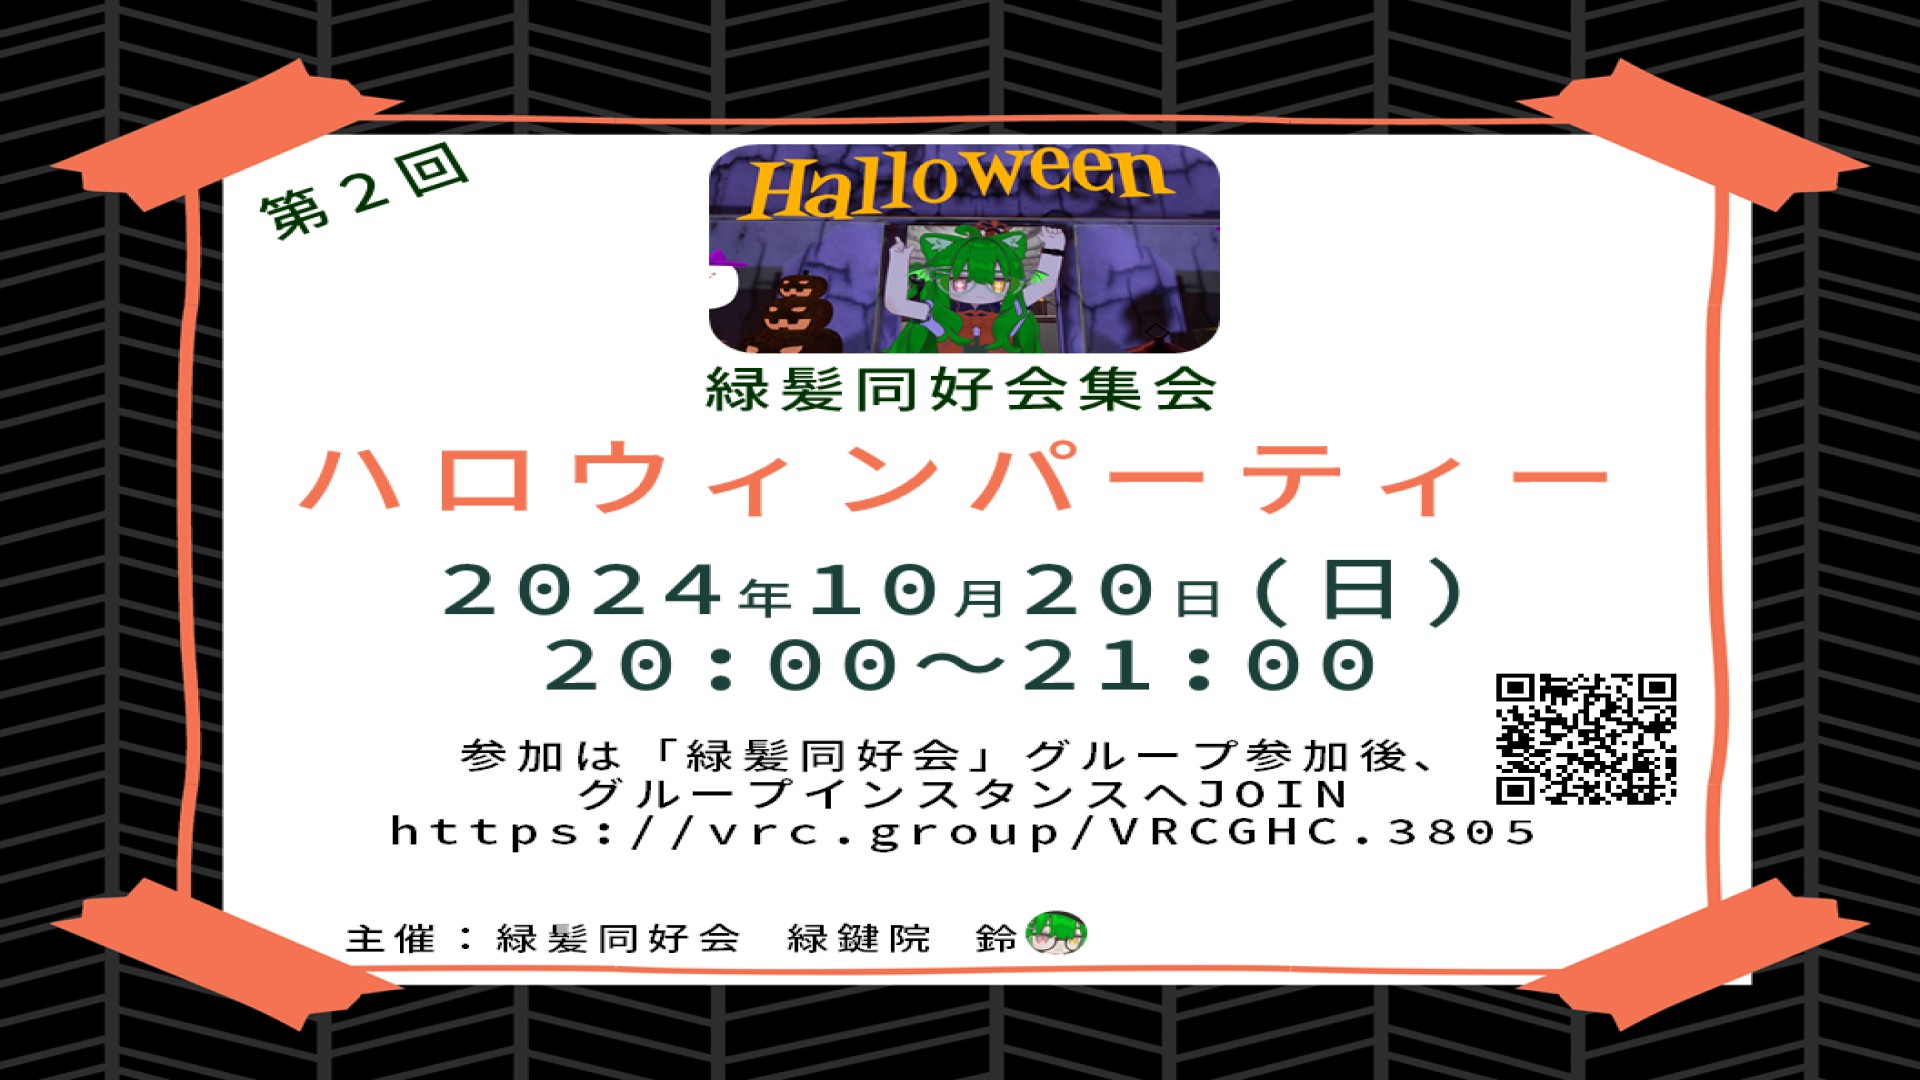 第2回
Halloween
緑髪同好会集会
ハロウィンパーティー
2024年10月20日(日)
20:00～21:00
参加は「緑髪同好会」グループ参加後、
グループインスタンスへJOIN
https://vrc.group/VRCGHC.3805
主催：緑髪同好会　緑鍵院　鈴